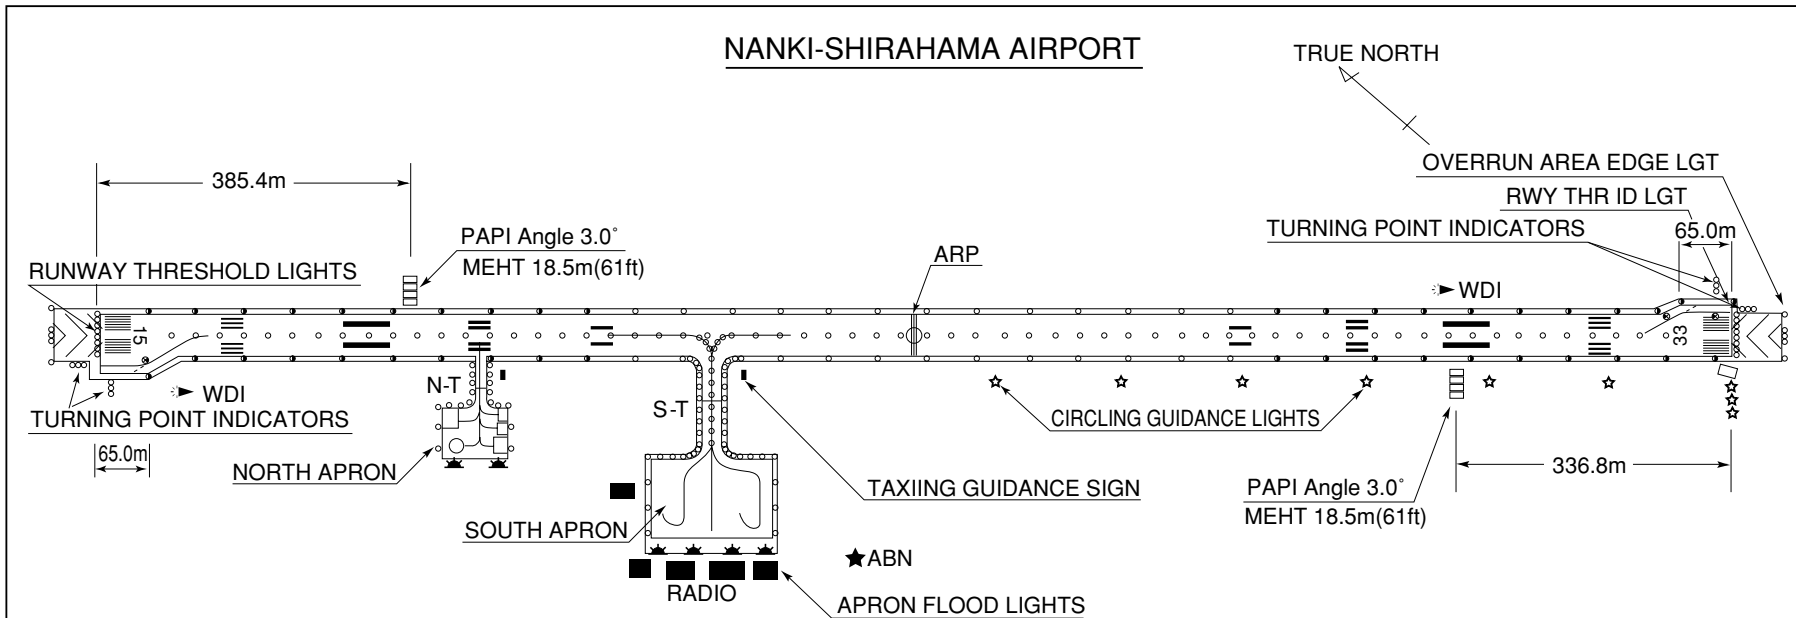 NANKI-SHIRAHAMA AIRPORT
TRUE NORTH
OVERRUN AREA EDGE LGT
385.4m
RWY THR ID LGT
TURNING POINT INDICATORS
65.0m
PAPI Angle 3.0°
MEHT 18.5m(61ft)
ARP
RUNWAY THRESHOLD LIGHTS
WDI
15
33
WDI
N-T
S-T
TURNING POINT INDICATORS
CIRCLING GUIDANCE LIGHTS
65.0m
NORTH APRON
336.8m
TAXIING GUIDANCE SIGN
PAPI Angle 3.0°
MEHT 18.5m(61ft)
SOUTH APRON
ABN
RADIO
APRON FLOOD LIGHTS